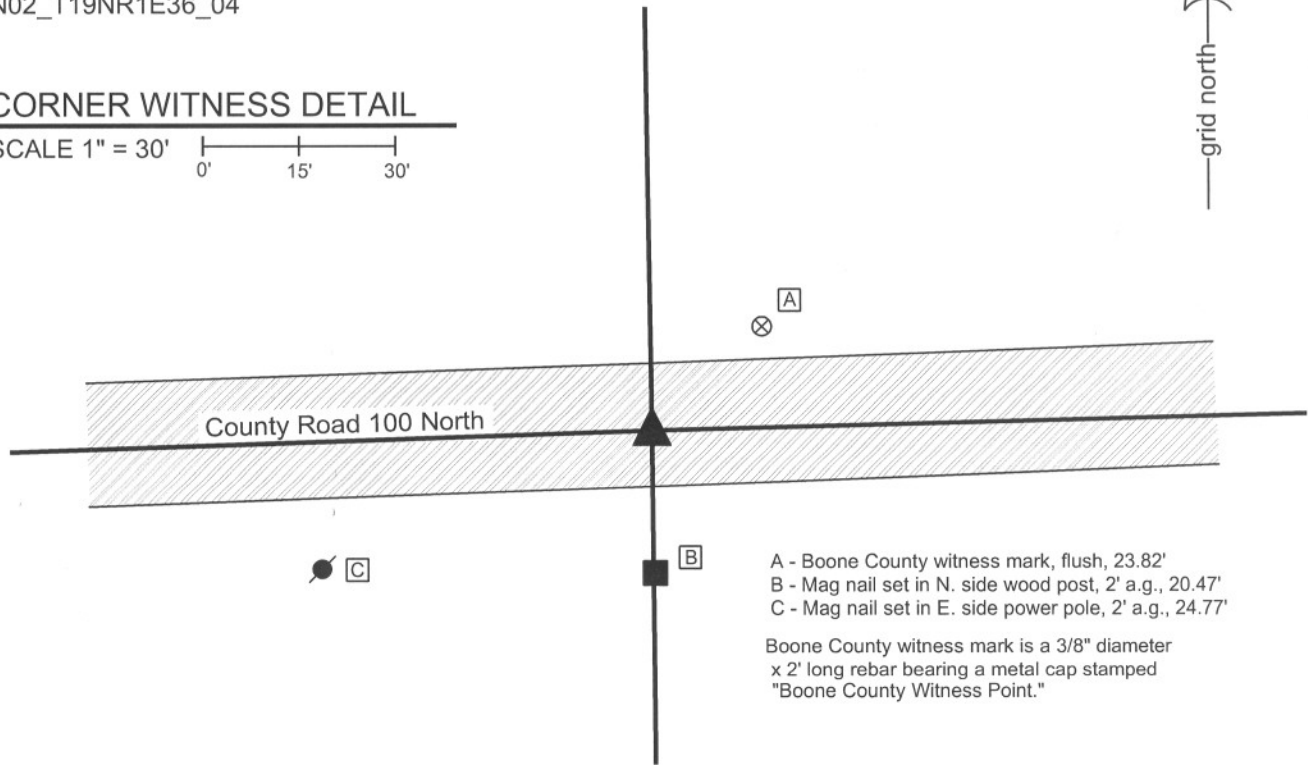 N02_T19NR1E36_04
CORNER WITNESS DETAIL
SCALE 1" = 30'
0' 15' 30'
grid north
A
County Road 100 North
B
C
A - Boone County witness mark, flush, 23.82'
B - Mag nail set in N. side wood post, 2' a.g., 20.47'
C - Mag nail set in E. side power pole, 2' a.g., 24.77'
Boone County witness mark is a 3/8" diameter
x 2' long rebar bearing a metal cap stamped
"Boone County Witness Point."